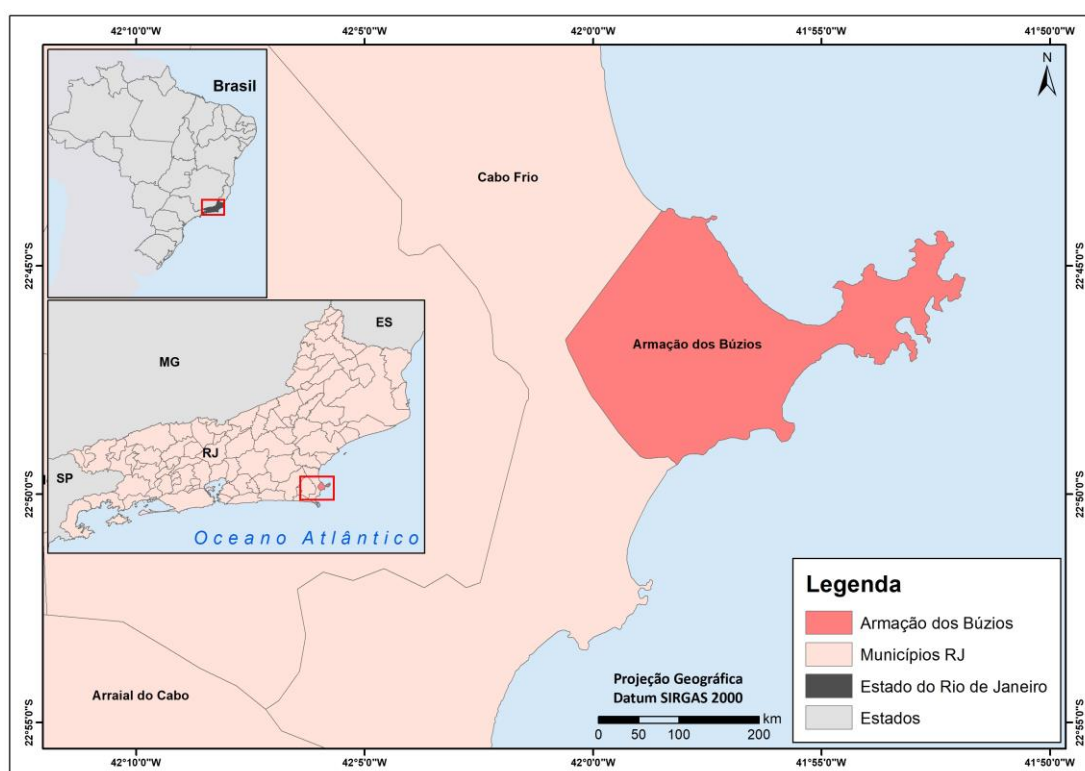 42°10'0"W 42°5'0"W 42°0'0"W 41°55'0"W 41°50'0"W
N
Brasil
Cabo Frio
22°45'0"S 22°45'0"S
ES
MG
Armação dos Búzios
RJ
SP
22°50'0"S 22°50'0"S
Oceano Atlântico
Legenda
Armação dos Búzios
Municípios RJ
Estado do Rio de Janeiro
Estados
Projeção Geográfica
Datum SIRGAS 2000
km
0 50 100 200
Arraial do Cabo
22°55'0"S 22°55'0"S
42°10'0"W 42°5'0"W 42°0'0"W 41°55'0"W 41°50'0"W